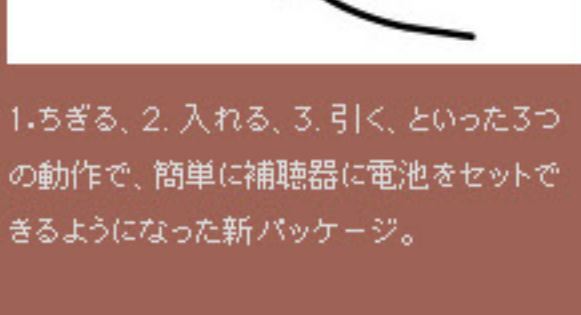 1.ちぎる、2. 入れる、3. 引く、といった3つ
の動作で、簡単に補聴器に電池をセットで
きるようになった新パッケージ。